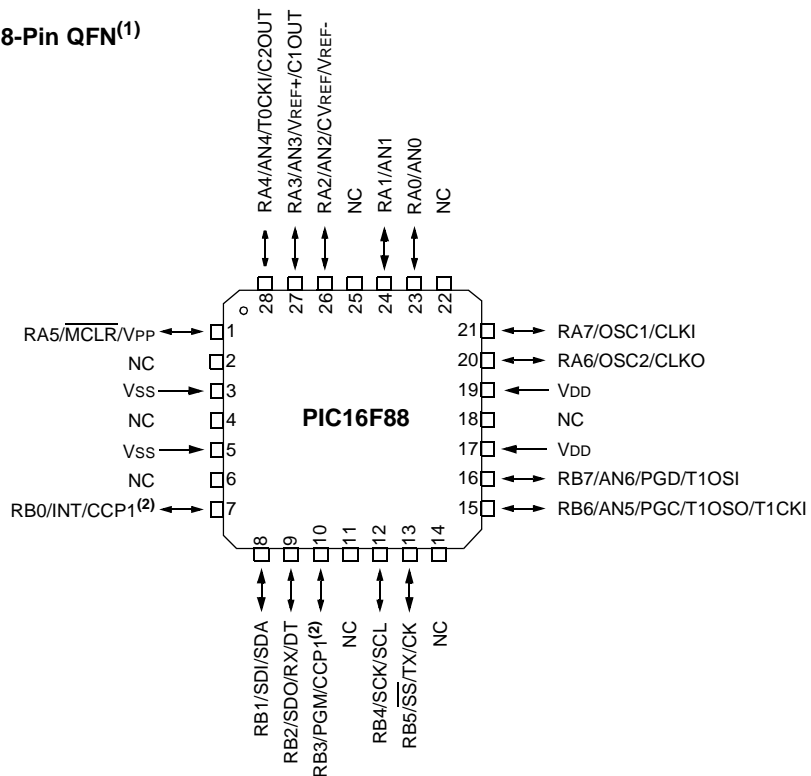 8-Pin QFN(1)
RA4/AN4/T0CKI/C2OUT
RA3/AN3/VREF+/C1OUT
RA2/AN2/CVREF/VREF-
NC
RA1/AN1
RA0/AN0
NC
28
27
26
25
24
23
22
RA5/MCLR/VPP
1
NC
2
VSS
3
NC
4
VSS
5
NC
6
RB0/INT/CCP1(2)
7
PIC16F88
21
RA7/OSC1/CLKI
20
RA6/OSC2/CLKO
19
VDD
18
NC
17
VDD
16
RB7/AN6/PGD/T1OSI
15
RB6/AN5/PGC/T1OSO/T1CKI
8
9
10
11
12
13
14
RB1/SDI/SDA
RB2/SDO/RX/DT
RB3/PGM/CCP1(2)
NC
RB4/SCK/SCL
RB5/SS/TX/CK
NC